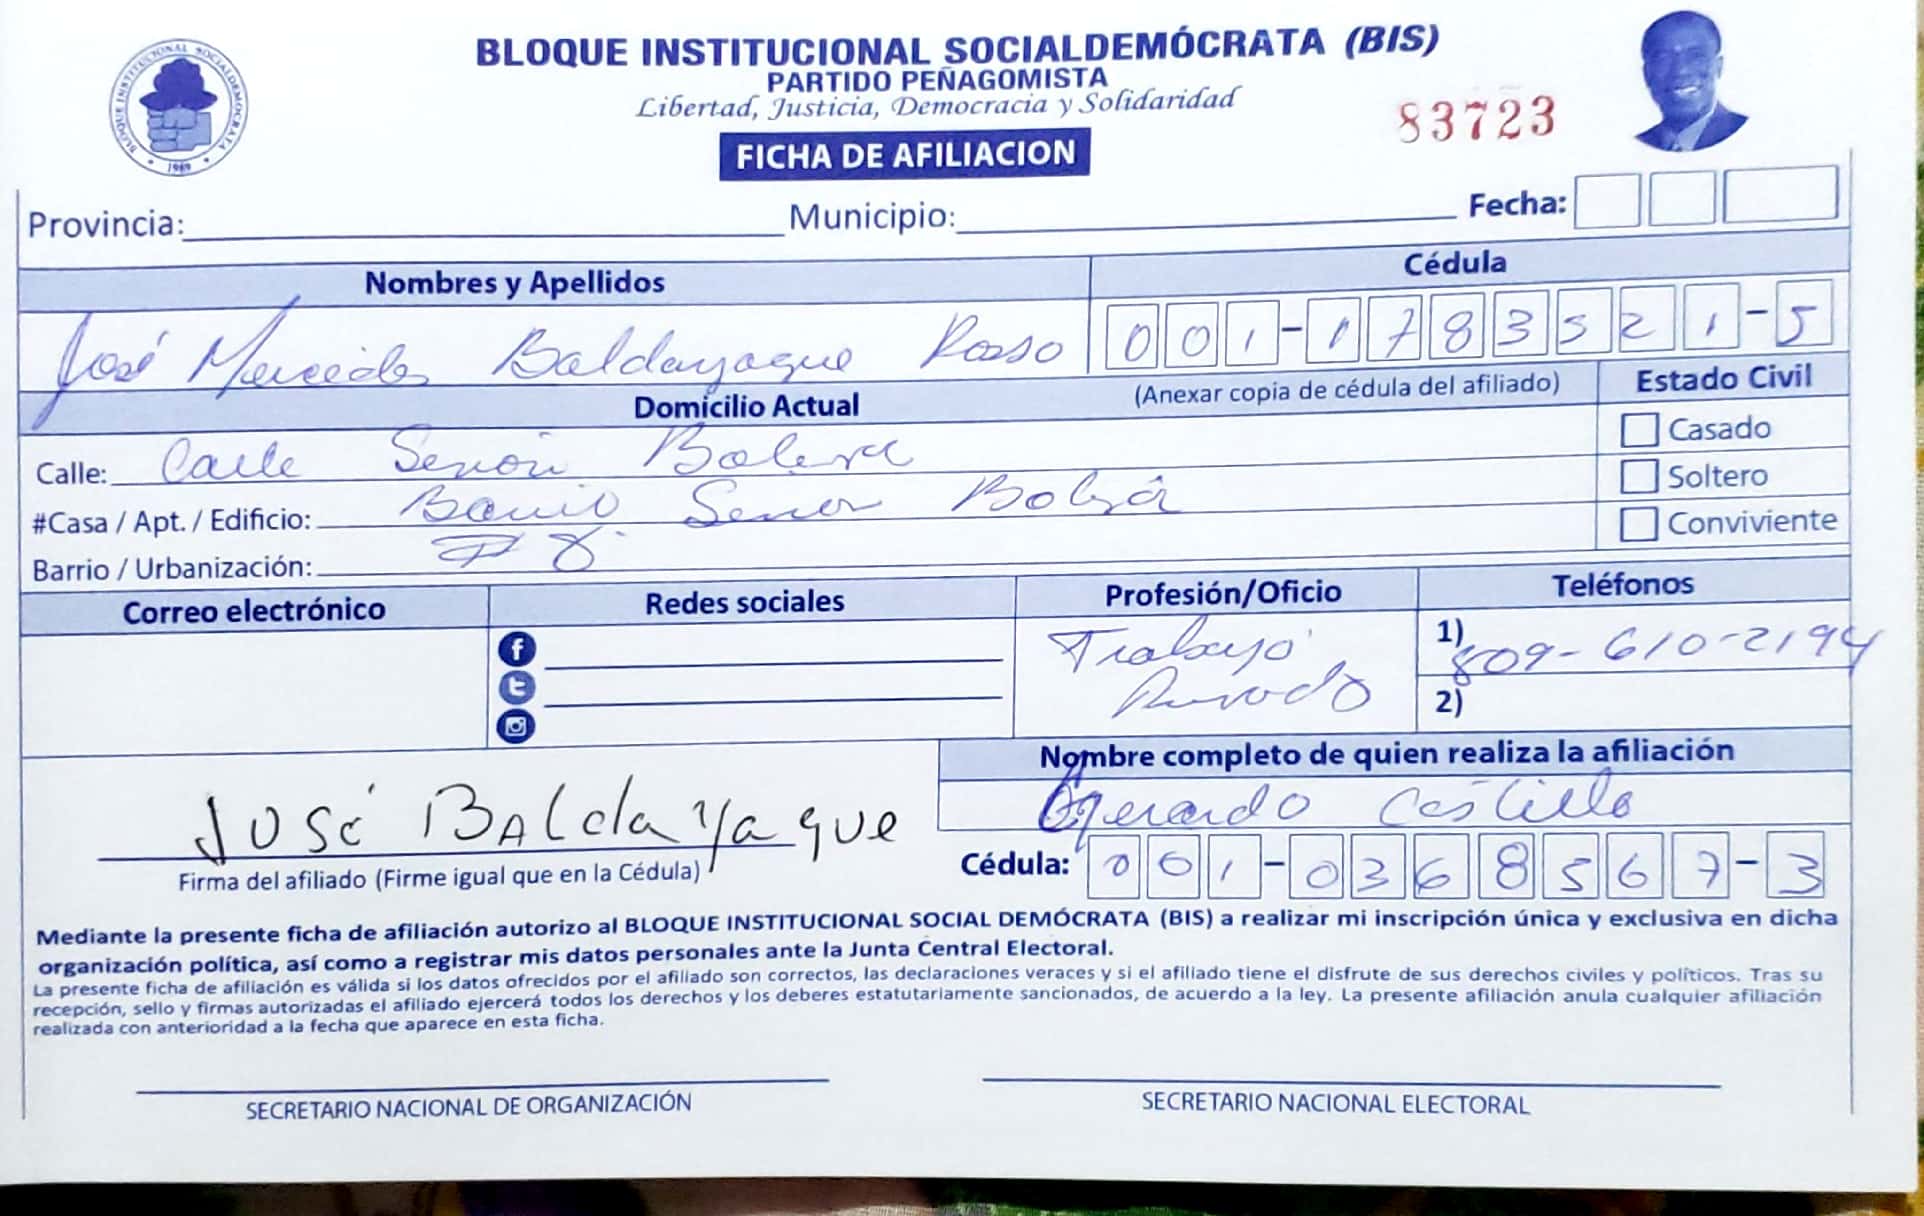 BLOQUE INSTITUCIONAL SOCIALDEMÓCRATA (BIS)
PARTIDO PEÑAGOMISTA
Libertad, Justicia, Democracia y Solidaridad
83723
FICHA DE AFILIACION
BLOQUE INSTITUCIONAL SOCIALDEMOCRATA
1989
Provincia: Municipio: Fecha:
Nombres y Apellidos Cédula
José Mercedes Baldayaque Rosso 001-1783521-5
Domicilio Actual (Anexar copia de cédula del afiliado) Estado Civil
Calle: Calle Casado
#Casa / Apt. / Edificio: Barrio Soltero
Barrio / Urbanización: # 8 Conviviente
Correo electrónico Redes sociales Profesión/Oficio Teléfonos
Trabajo 1) 809-610-2194
2)
Nombre completo de quien realiza la afiliación
Gerardo Castillo
José BALdaYaque
Firma del afiliado (Firme igual que en la Cédula) Cédula: 001-0368567-3
Mediante la presente ficha de afiliación autorizo al BLOQUE INSTITUCIONAL SOCIAL DEMÓCRATA (BIS) a realizar mi inscripción única y exclusiva en dicha
organización política, así como a registrar mis datos personales ante la Junta Central Electoral.
La presente ficha de afiliación es válida si los datos ofrecidos por el afiliado son correctos, las declaraciones veraces y si el afiliado tiene el disfrute de sus derechos civiles y políticos. Tras su
recepción, sello y firmas autorizadas el afiliado ejercerá todos los derechos y los deberes estatutariamente sancionados, de acuerdo a la ley. La presente afiliación anula cualquier afiliación
realizada con anterioridad a la fecha que aparece en esta ficha.
SECRETARIO NACIONAL DE ORGANIZACIÓN SECRETARIO NACIONAL ELECTORAL